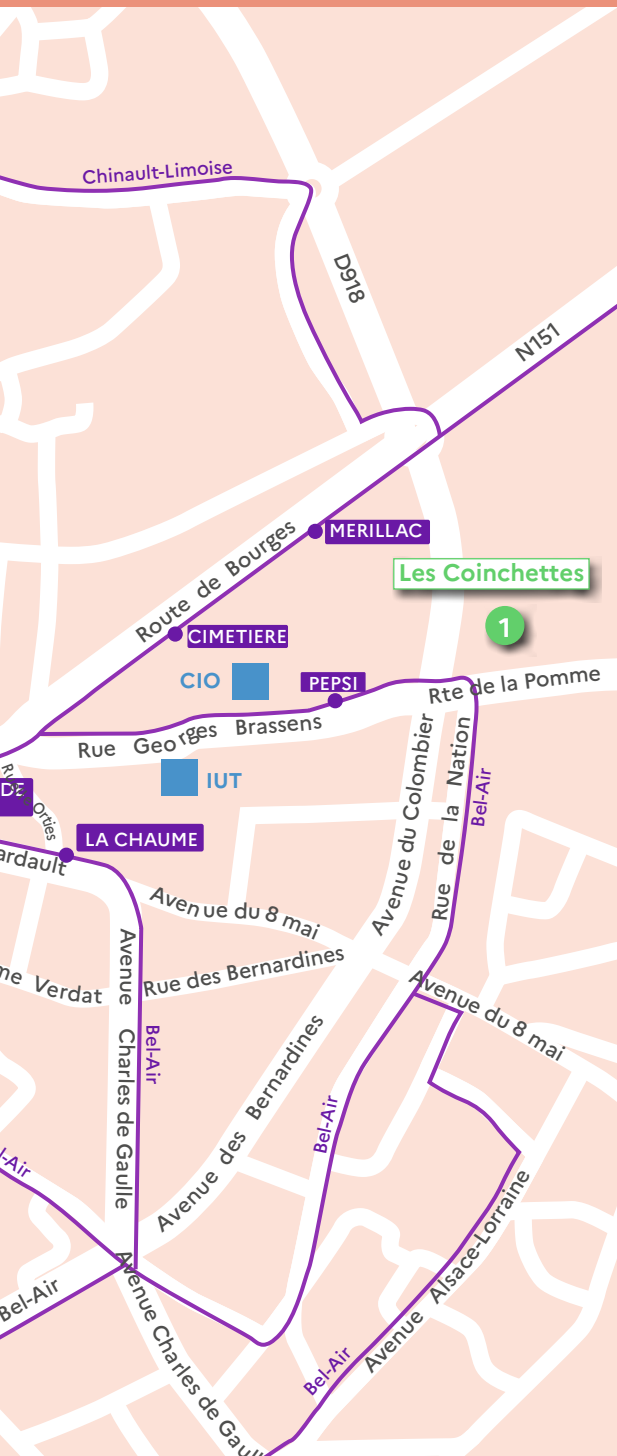 Chinault-Limoise
D918
N151
Route de Bourges
MERILLAC
Les Coinchettes
1
CIMETIERE
CIO
PEPSI
Rte de la Pomme
Rue Georges Brassens
IUT
DE
Orties
LA CHAUME
ardault
Avenue du Colombier
Rue de la Nation
Bel-Air
Avenue du 8 mai
Rue des Bernardines
me Verdat
Avenue Charles de Gaulle
Bel-Air
Avenue du 8 mai
Avenue des Bernardines
Bel-Air
l-Air
Bel-Air
Avenue Charles de Gaull
Avenue Alsace-Lorraine
Bel-Air